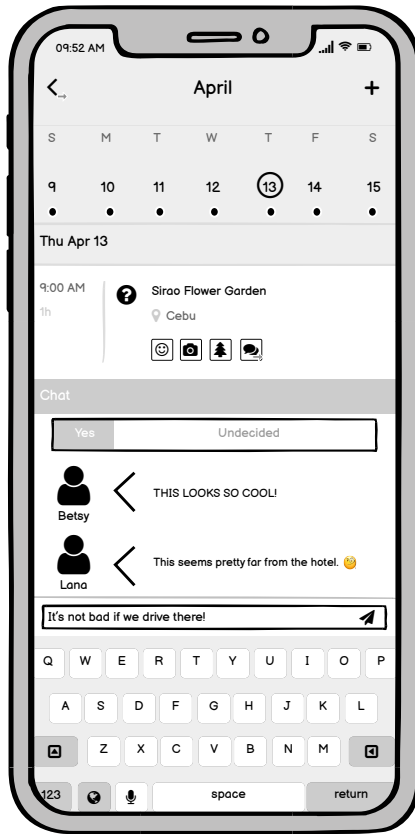 09:52 AM
April
S M T W T F S
9 10 11 12 13 14 15
Thu Apr 13
9:00 AM
Sirao Flower Garden
1h
Cebu
Chat
Yes Undecided
THIS LOOKS SO COOL!
Betsy
This seems pretty far from the hotel. 🧐
Lana
It's not bad if we drive there!
Q W E R T Y U I O P
A S D F G H J K L
Z X C V B N M
123 space return